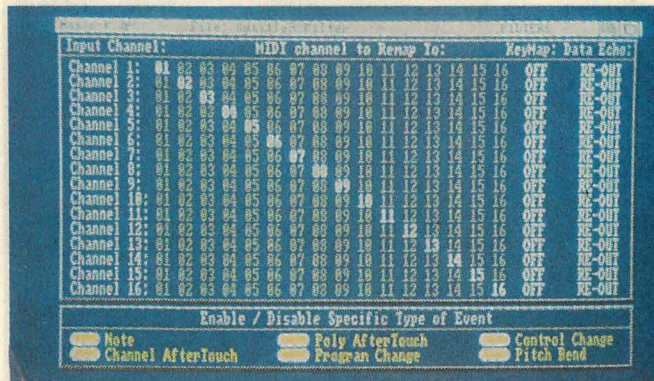 File: Untitled Filter FILTERS
Input Channel: MIDI channel to Remap To: KeyMap: Data Echo:
Channel 1: 01 02 03 04 05 06 07 08 09 10 11 12 13 14 15 16 OFF RE-OUT
Channel 2: 01 02 03 04 05 06 07 08 09 10 11 12 13 14 15 16 OFF RE-OUT
Channel 3: 01 02 03 04 05 06 07 08 09 10 11 12 13 14 15 16 OFF RE-OUT
Channel 4: 01 02 03 04 05 06 07 08 09 10 11 12 13 14 15 16 OFF RE-OUT
Channel 5: 01 02 03 04 05 06 07 08 09 10 11 12 13 14 15 16 OFF RE-OUT
Channel 6: 01 02 03 04 05 06 07 08 09 10 11 12 13 14 15 16 OFF RE-OUT
Channel 7: 01 02 03 04 05 06 07 08 09 10 11 12 13 14 15 16 OFF RE-OUT
Channel 8: 01 02 03 04 05 06 07 08 09 10 11 12 13 14 15 16 OFF RE-OUT
Channel 9: 01 02 03 04 05 06 07 08 09 10 11 12 13 14 15 16 OFF RE-OUT
Channel 10: 01 02 03 04 05 06 07 08 09 10 11 12 13 14 15 16 OFF RE-OUT
Channel 11: 01 02 03 04 05 06 07 08 09 10 11 12 13 14 15 16 OFF RE-OUT
Channel 12: 01 02 03 04 05 06 07 08 09 10 11 12 13 14 15 16 OFF RE-OUT
Channel 13: 01 02 03 04 05 06 07 08 09 10 11 12 13 14 15 16 OFF RE-OUT
Channel 14: 01 02 03 04 05 06 07 08 09 10 11 12 13 14 15 16 OFF RE-OUT
Channel 15: 01 02 03 04 05 06 07 08 09 10 11 12 13 14 15 16 OFF RE-OUT
Channel 16: 01 02 03 04 05 06 07 08 09 10 11 12 13 14 15 16 OFF RE-OUT
Enable / Disable Specific Type of Event
Note Poly AfterTouch Control Change
Channel AfterTouch Program Change Pitch Bend